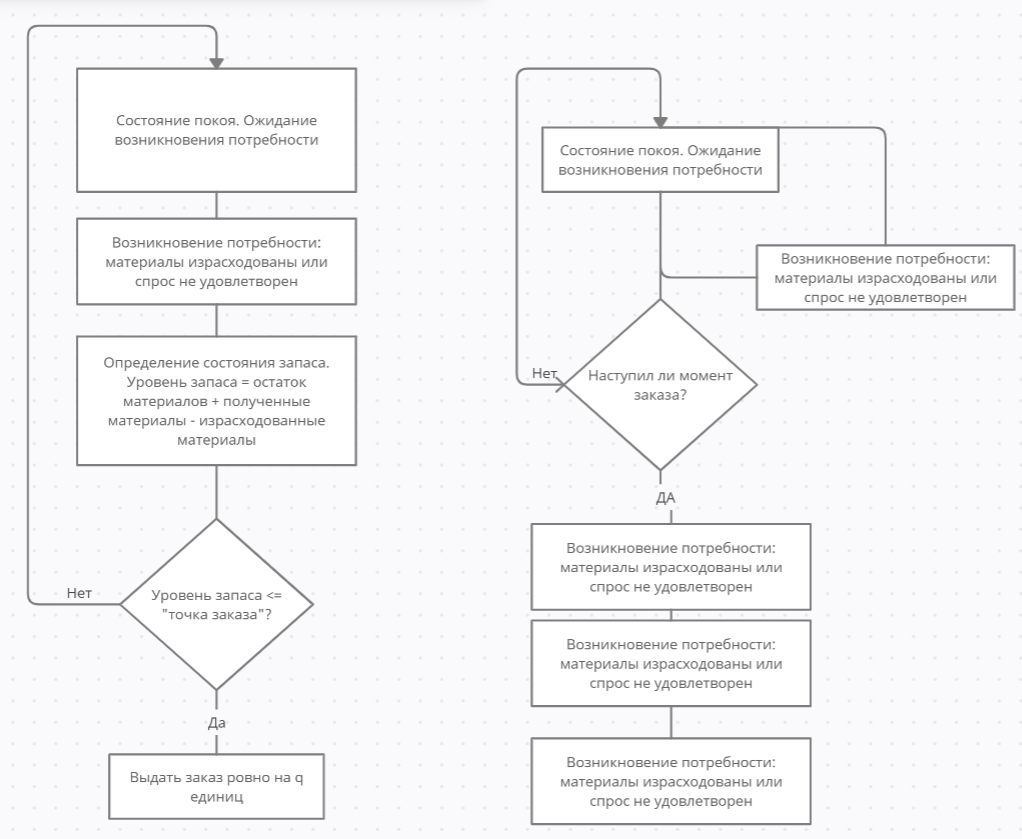 Состояние покоя. Ожидание
возникновения потребности
Возникновение потребности:
материалы израсходованы или
спрос не удовлетворен
Определение состояния запаса.
Уровень запаса = остаток
материалов + полученные
материалы - израсходованные
материалы
Нет
Уровень запаса <=
"точка заказа"?
Да
Выдать заказ ровно на q
единиц
Состояние покоя. Ожидание
возникновения потребности
Возникновение потребности:
материалы израсходованы или
спрос не удовлетворен
Нет
Наступил ли момент
заказа?
ДА
Возникновение потребности:
материалы израсходованы или
спрос не удовлетворен
Возникновение потребности:
материалы израсходованы или
спрос не удовлетворен
Возникновение потребности:
материалы израсходованы или
спрос не удовлетворен